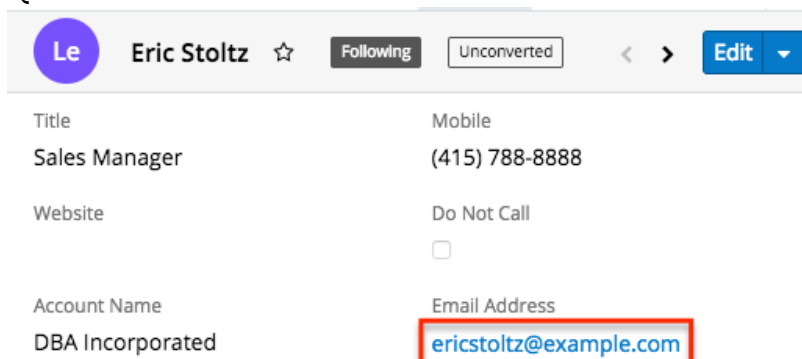 Le Eric Stoltz Following Unconverted Edit
Title Mobile
Sales Manager (415) 788-8888
Website Do Not Call
Account Name Email Address
DBA Incorporated ericstoltz@example.com